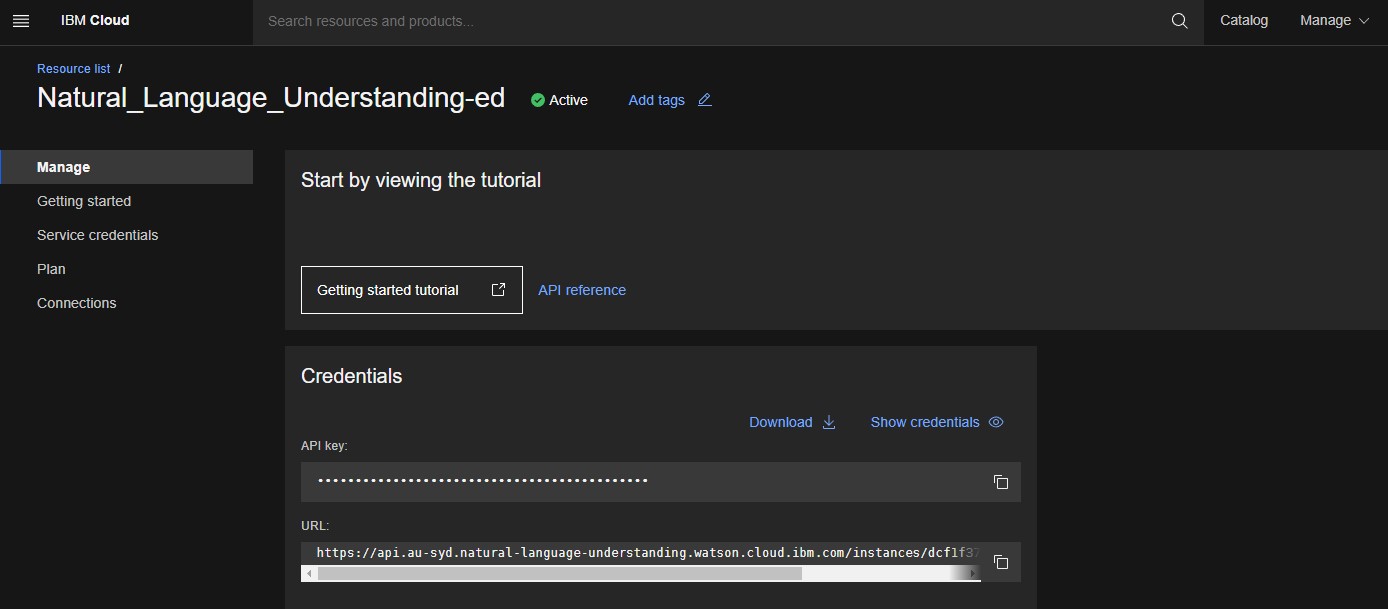 IBM Cloud
Search resources and products...
Catalog
Manage
Resource list /
Natural_Language_Understanding-ed
Active
Add tags
Manage
Getting started
Service credentials
Plan
Connections
Start by viewing the tutorial
Getting started tutorial
API reference
Credentials
Download
Show credentials
API key:
•••••••••••••••••••••••••••••••••••••••••••
URL:
https://api.au-syd.natural-language-understanding.watson.cloud.ibm.com/instances/dcf1f37